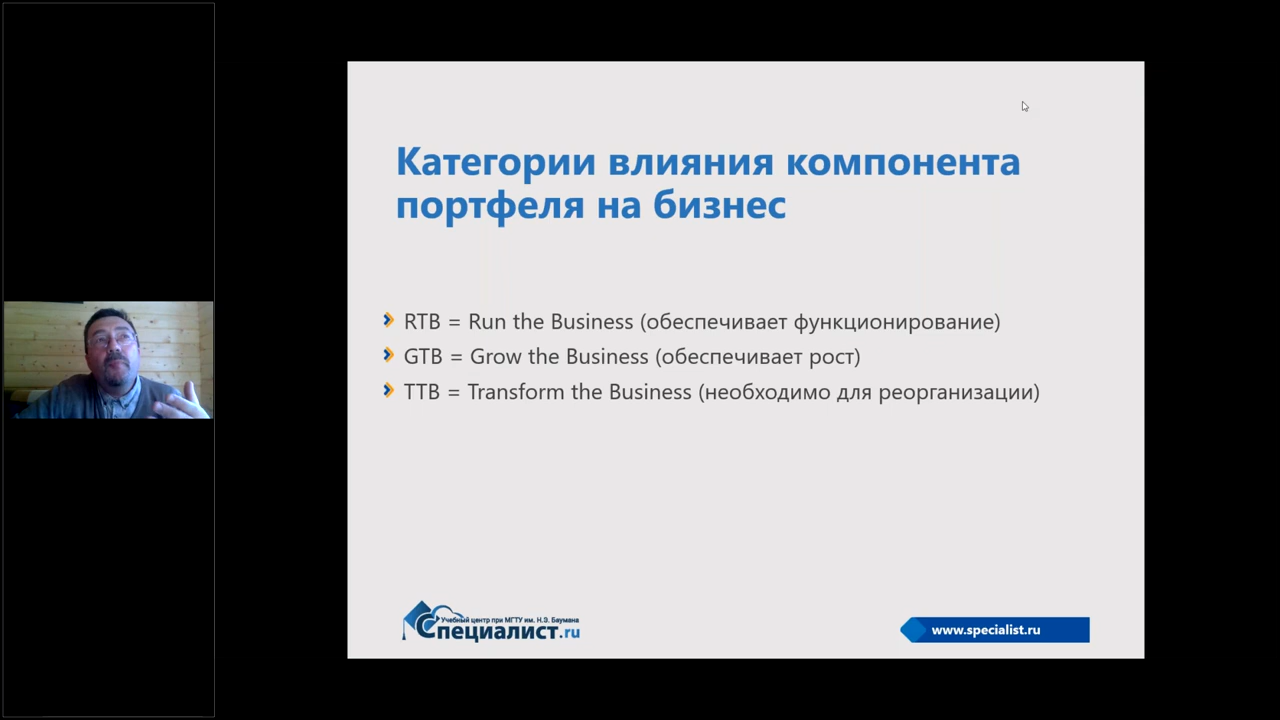 Категории влияния компонента
портфеля на бизнес
RTB = Run the Business (обеспечивает функционирование)
GTB = Grow the Business (обеспечивает рост)
TTB = Transform the Business (необходимо для реорганизации)
Учебный центр при МГТУ им. Н.Э. Баумана
Специалист.ru
www.specialist.ru